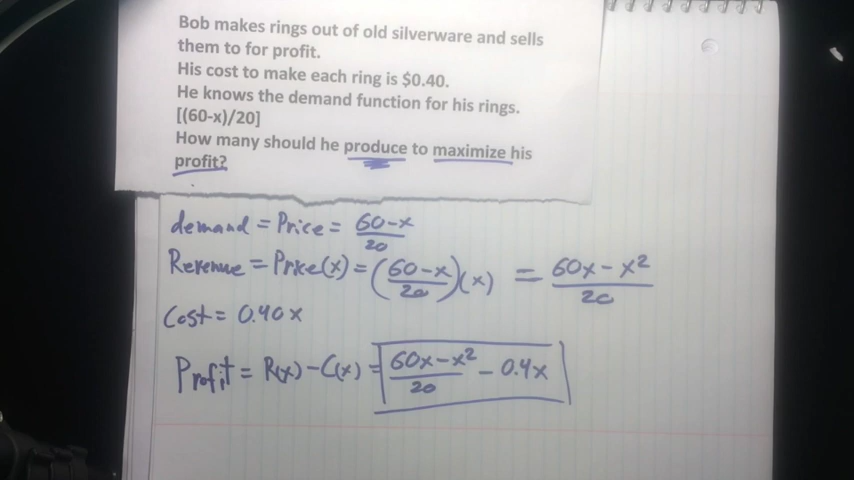 Bob makes rings out of old silverware and sells
them to for profit.
His cost to make each ring is $0.40.
He knows the demand function for his rings.
[(60-x)/20]
How many should he produce to maximize his
profit?
demand = Price = (60-x)/20
Revenue = Price(x) = ((60-x)/20)(x) = (60x-x²)/20
Cost = 0.40x
Profit = R(x) - C(x) = (60x-x²)/20 - 0.4x